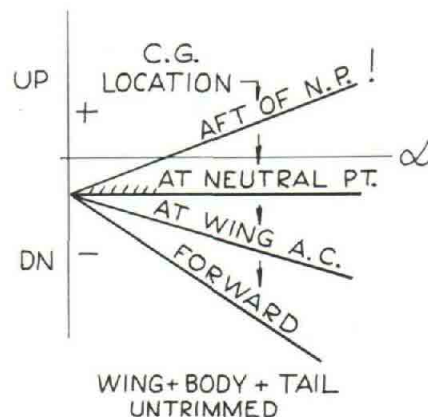 C.G.
LOCATION
UP
+
AFT OF N.P. !
α
AT NEUTRAL PT.
AT WING A.C.
DN −
FORWARD
WING+BODY + TAIL
UNTRIMMED